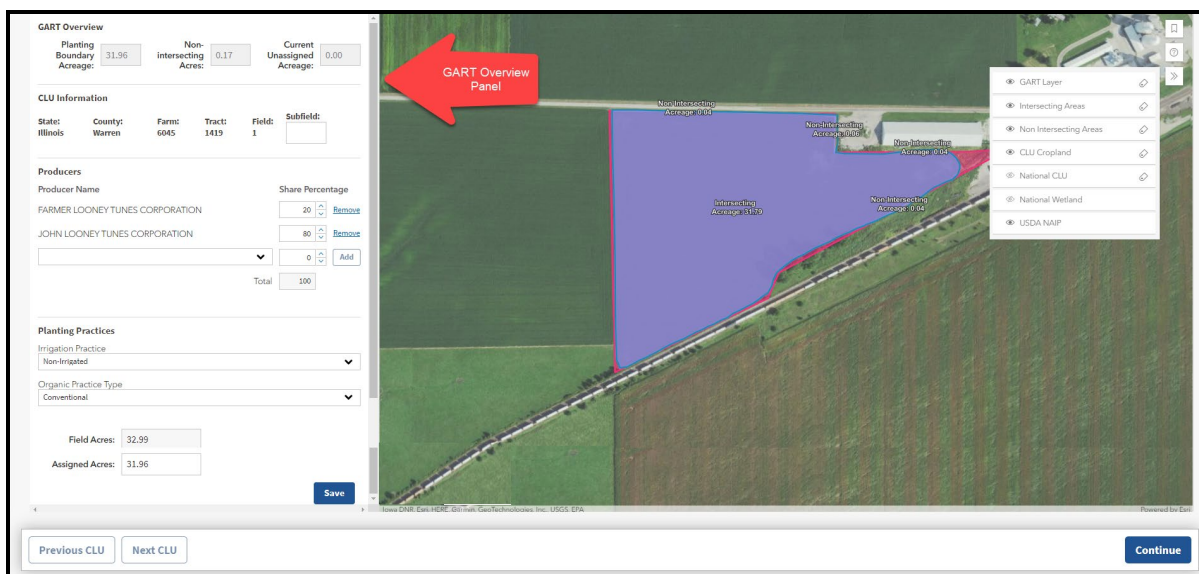 GART Overview
Planting Boundary Acreage: 31.96 Non-intersecting Acres: 0.17 Current Unassigned Acreage: 0.00
CLU Information
State: County: Farm: Tract: Field: Subfield:
Illinois Warren 6045 1419 1
Producers
Producer Name Share Percentage
FARMER LOONEY TUNES CORPORATION 20 Remove
JOHN LOONEY TUNES CORPORATION 80 Remove
0 Add
Total 100
Planting Practices
Irrigation Practice
Non-Irrigated
Organic Practice Type
Conventional
Field Acres: 32.99
Assigned Acres: 31.96
Save
GART Overview
Panel
Non-Intersecting
Acreage: 0.04
Non-Intersecting
Acreage: 0.06
Non-Intersecting
Acreage: 0.04
Intersecting
Acreage: 31.79
Non-Intersecting
Acreage: 0.04
GART Layer
Intersecting Areas
Non Intersecting Areas
CLU Cropland
National CLU
National Wetland
USDA NAIP
Iowa DNR, Esri, HERE, Garmin, GeoTechnologies, Inc., USGS, EPA
Powered by Esri
Previous CLU Next CLU Continue